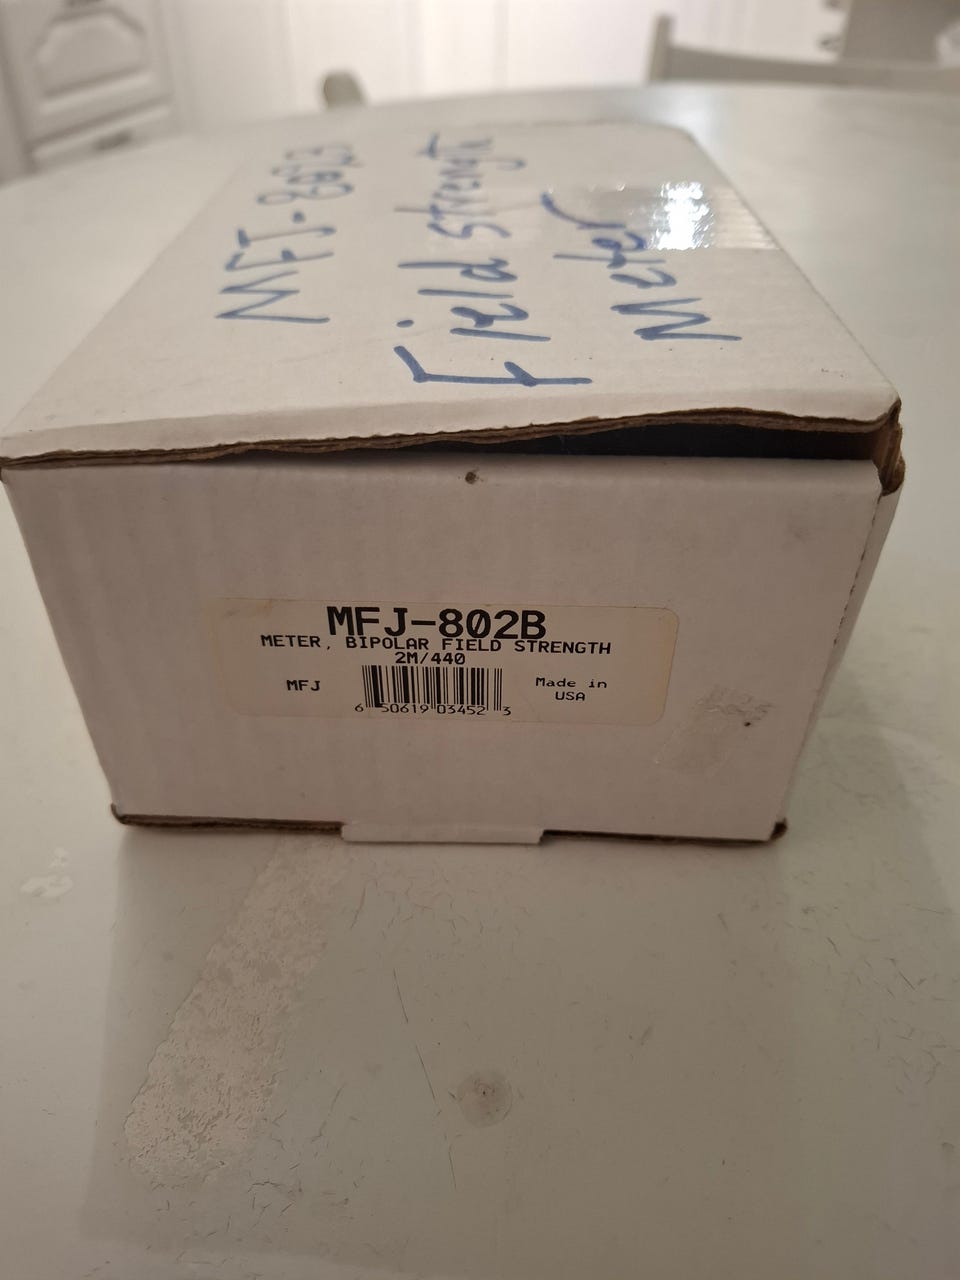 MFJ-802B
Field strength
Meter
MFJ-802B
METER, BIPOLAR FIELD STRENGTH
2M/440
MFJ
Made in
USA
6 50619 03452 3